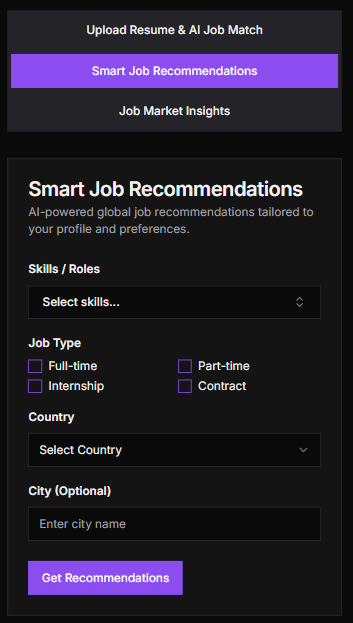 Upload Resume & AI Job Match
Smart Job Recommendations
Job Market Insights
Smart Job Recommendations
AI-powered global job recommendations tailored to
your profile and preferences.
Skills / Roles
Select skills...
Job Type
Full-time
Part-time
Internship
Contract
Country
Select Country
City (Optional)
Enter city name
Get Recommendations